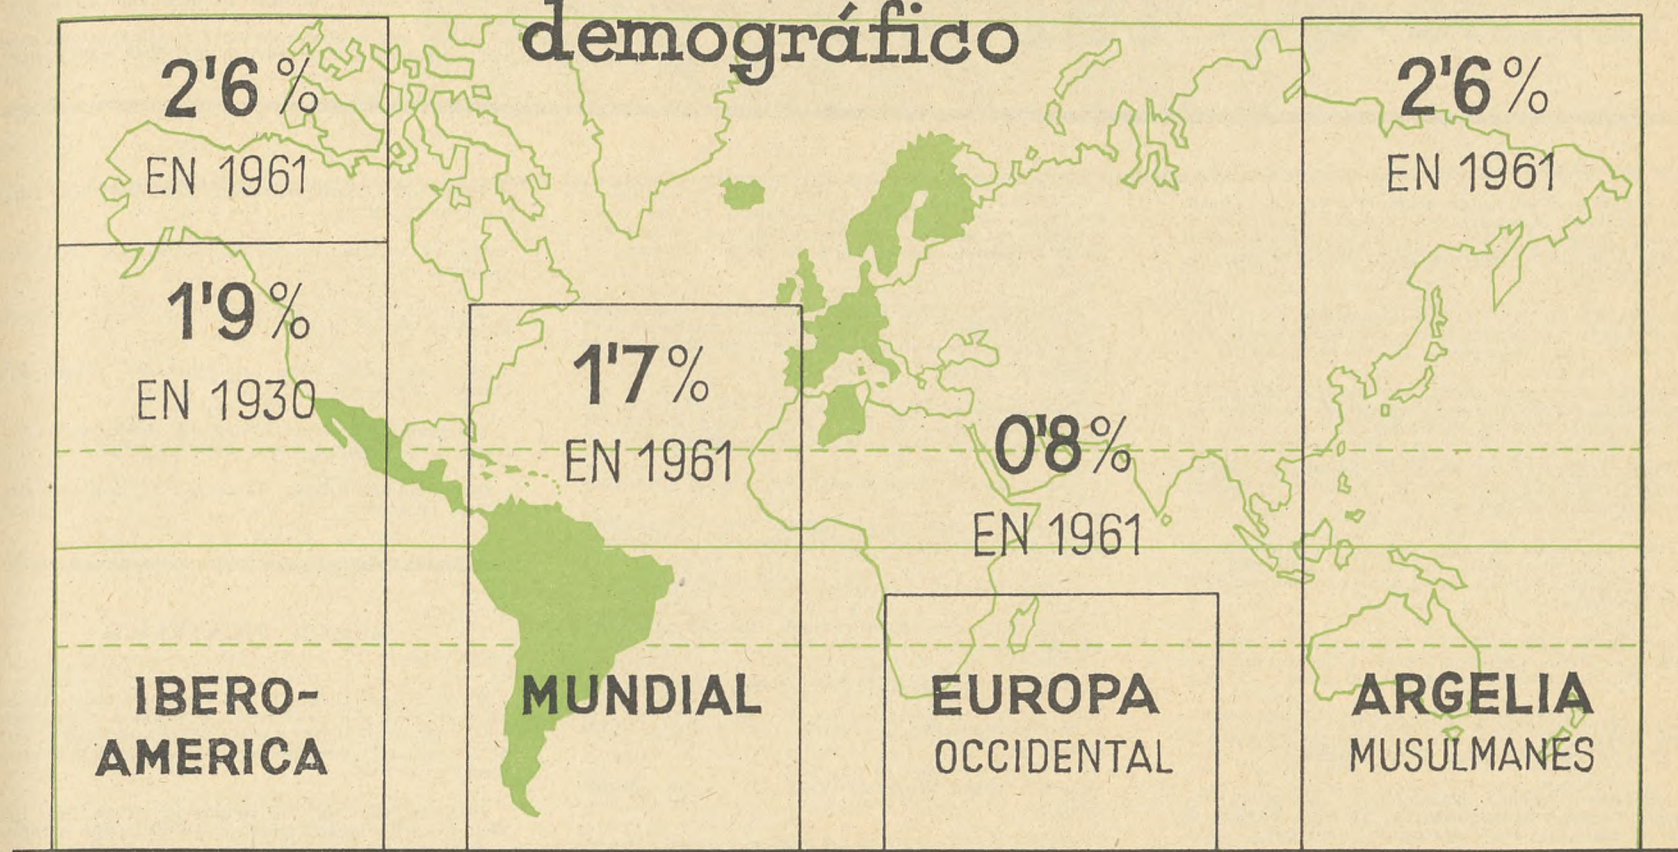 demográfico
2'6 %
EN 1961
1'9 %
EN 1930
IBERO-
AMERICA
1'7 %
EN 1961
MUNDIAL
0'8 %
EN 1961
EUROPA
OCCIDENTAL
2'6 %
EN 1961
ARGELIA
MUSULMANES